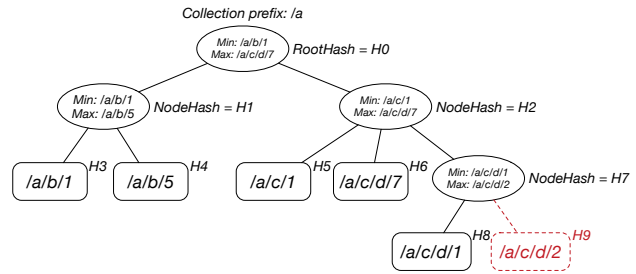 Collection prefix: /a
Min: /a/b/1
Max: /a/c/d/7
RootHash = H0
Min: /a/b/1
Max: /a/b/5
NodeHash = H1
Min: /a/c/1
Max: /a/c/d/7
NodeHash = H2
/a/b/1
H3
/a/b/5
H4
/a/c/1
H5
/a/c/d/7
H6
Min: /a/c/d/1
Max: /a/c/d/2
NodeHash = H7
/a/c/d/1
H8
/a/c/d/2
H9